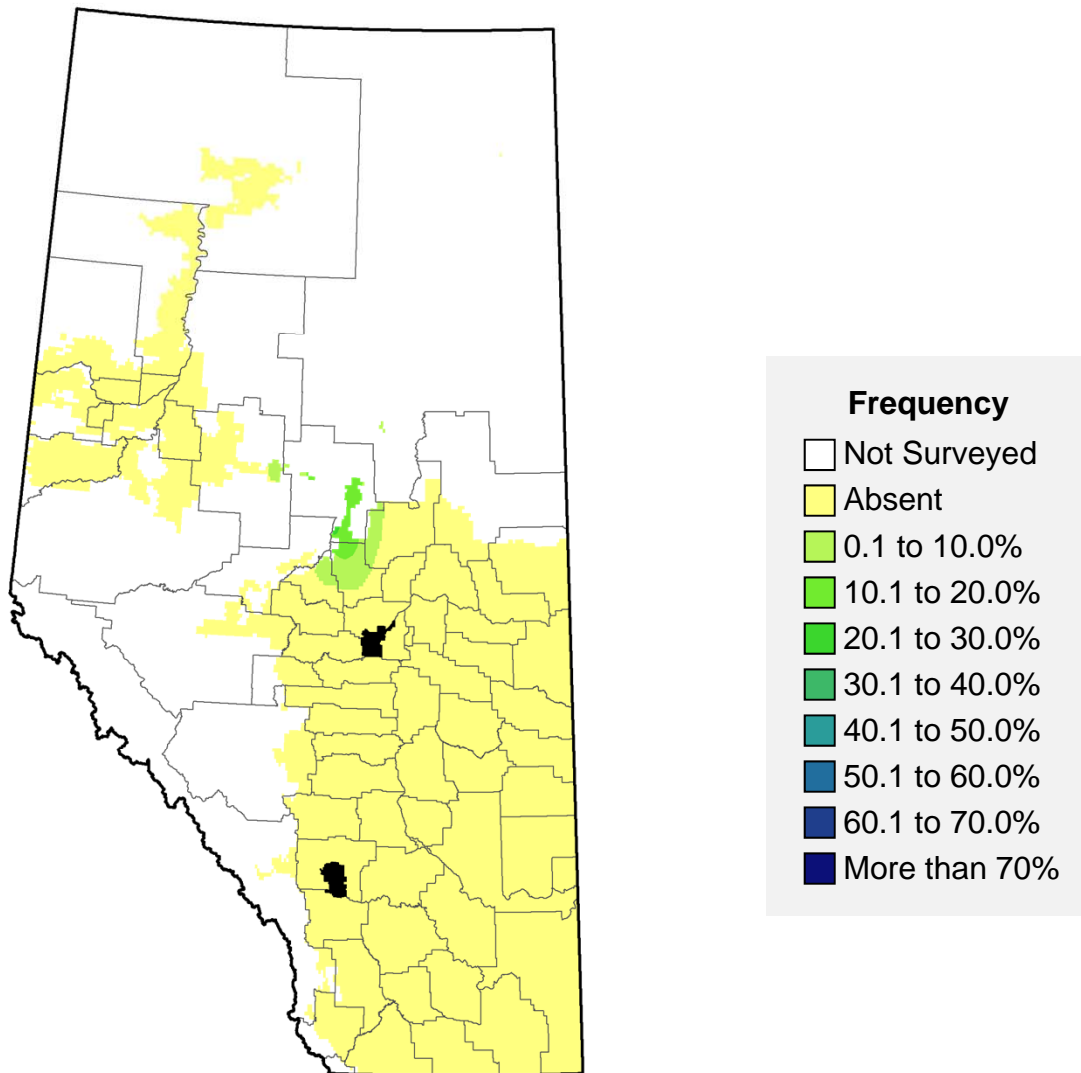 Frequency
Not Surveyed
Absent
0.1 to 10.0%
10.1 to 20.0%
20.1 to 30.0%
30.1 to 40.0%
40.1 to 50.0%
50.1 to 60.0%
60.1 to 70.0%
More than 70%